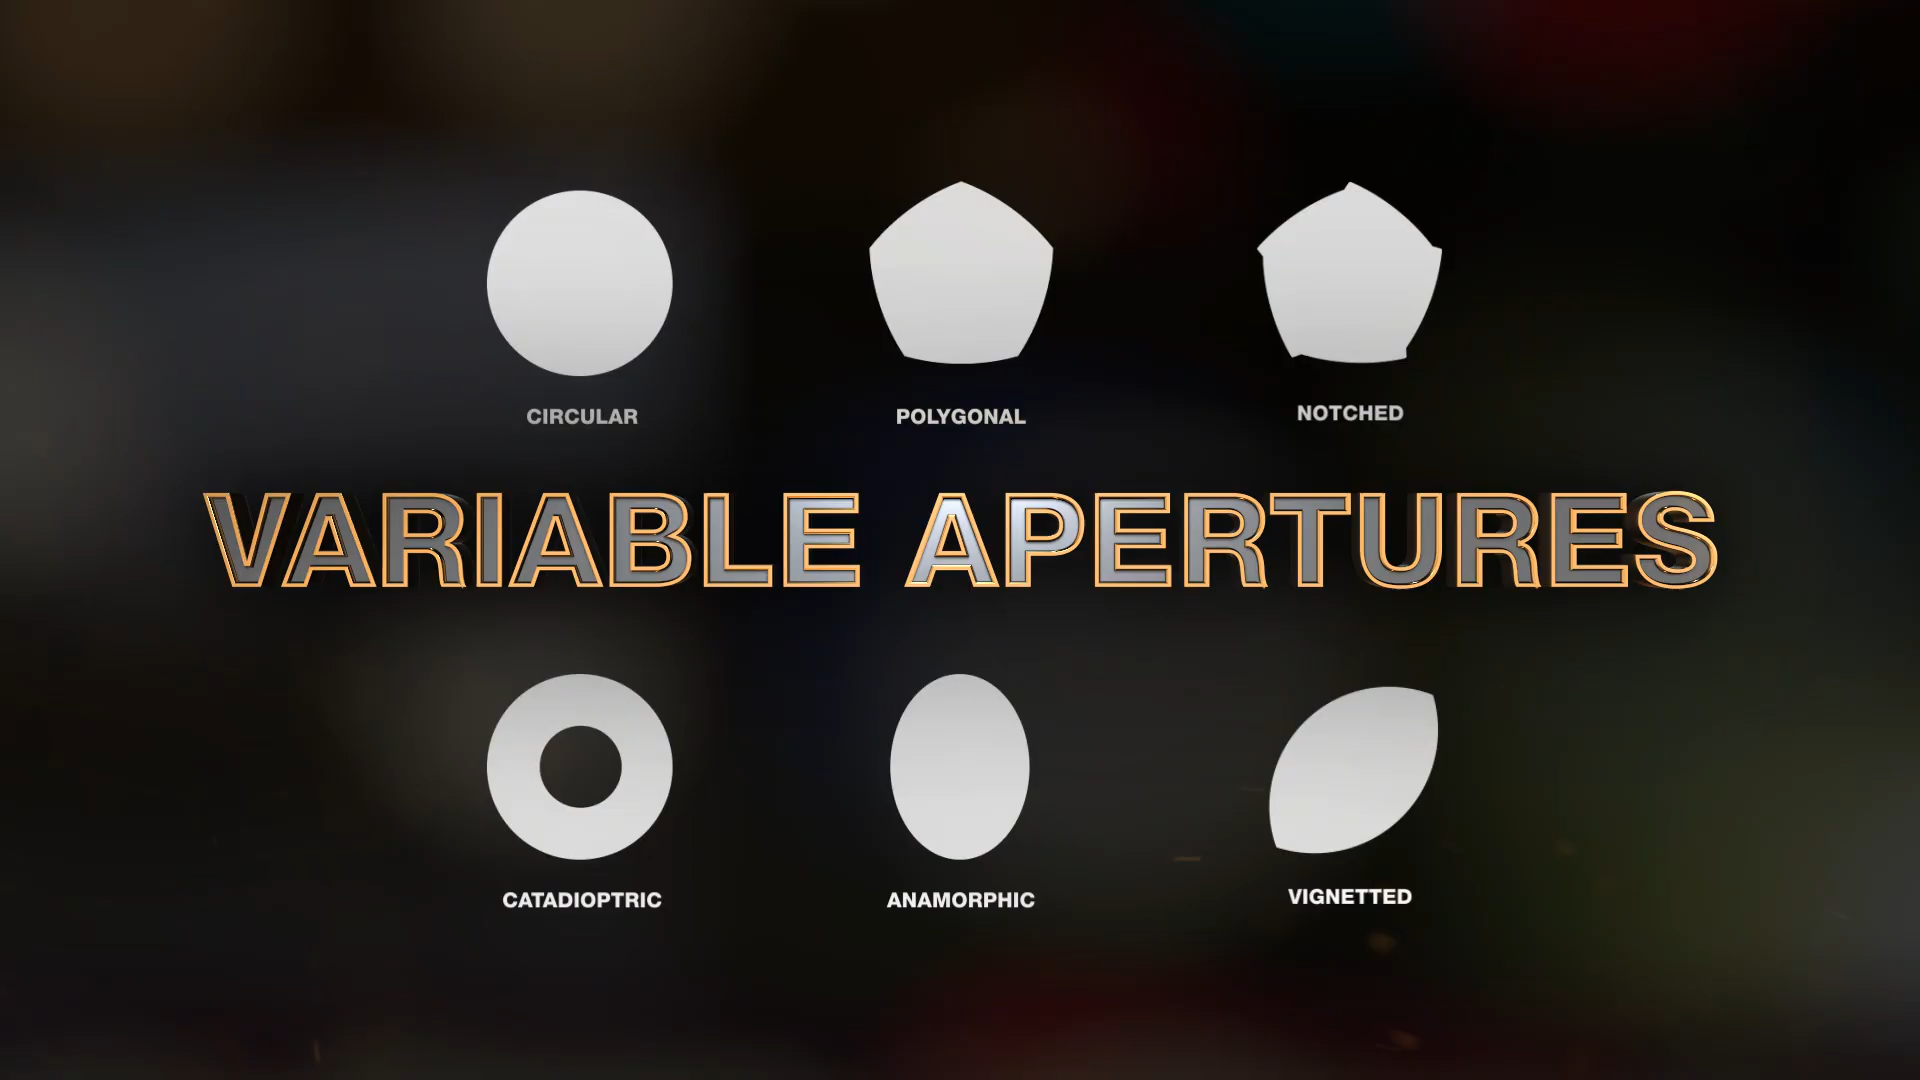 CIRCULAR
POLYGONAL
NOTCHED
VARIABLE APERTURES
CATADIOPTRIC
ANAMORPHIC
VIGNETTED